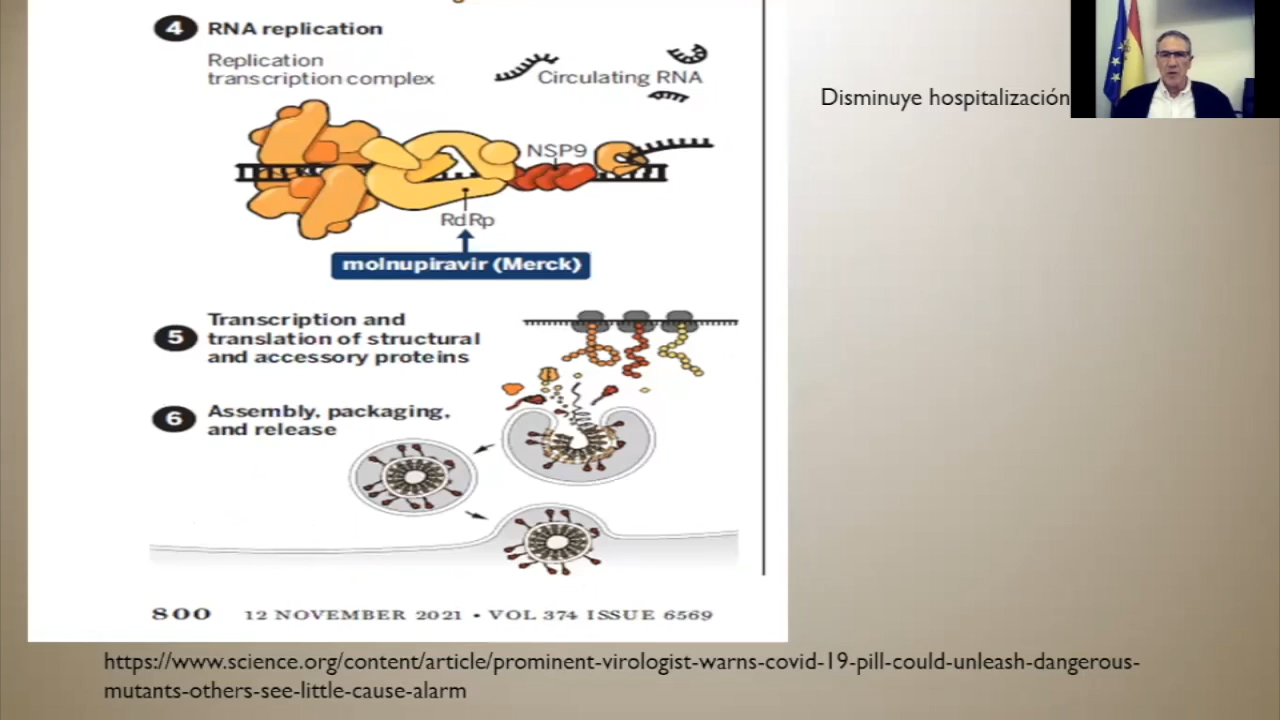 4 RNA replication
Replication
transcription complex
Circulating RNA
NSP9
RdRp
molnupiravir (Merck)
5 Transcription and
translation of structural
and accessory proteins
6 Assembly, packaging,
and release
800 12 NOVEMBER 2021 • VOL 374 ISSUE 6569
Disminuye hospitalización
https://www.science.org/content/article/prominent-virologist-warns-covid-19-pill-could-unleash-dangerous-
mutants-others-see-little-cause-alarm